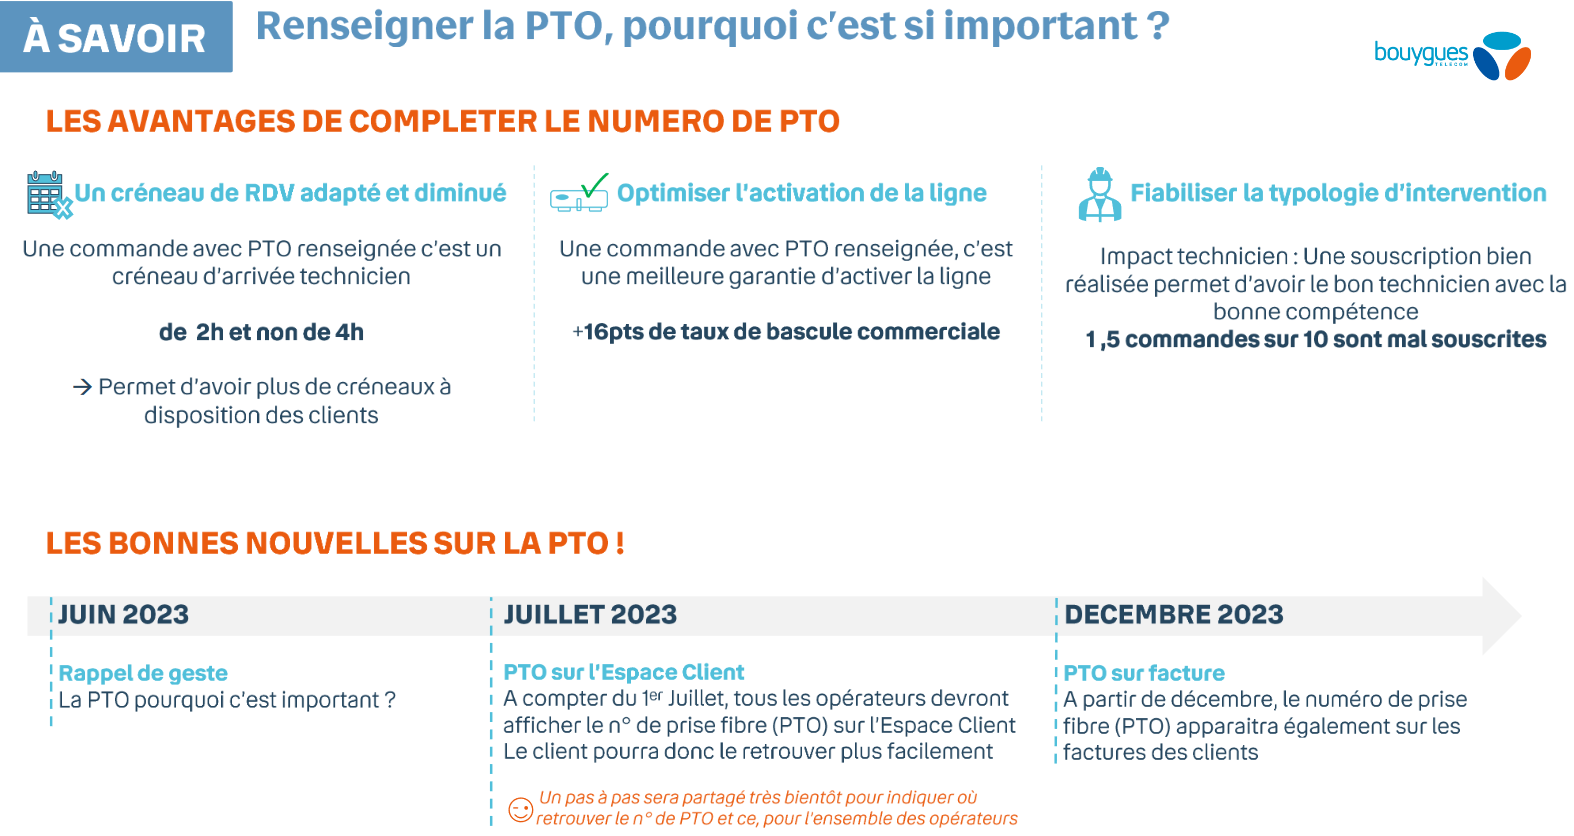 À SAVOIR
Renseigner la PTO, pourquoi c'est si important ?
bouygues
TELECOM
LES AVANTAGES DE COMPLETER LE NUMERO DE PTO
Un créneau de RDV adapté et diminué
Une commande avec PTO renseignée c'est un
créneau d'arrivée technicien
de 2h et non de 4h
→ Permet d'avoir plus de créneaux à
disposition des clients
Optimiser l'activation de la ligne
Une commande avec PTO renseignée, c'est
une meilleure garantie d'activer la ligne
+16pts de taux de bascule commerciale
Fiabiliser la typologie d'intervention
Impact technicien : Une souscription bien
réalisée permet d'avoir le bon technicien avec la
bonne compétence
1 ,5 commandes sur 10 sont mal souscrites
LES BONNES NOUVELLES SUR LA PTO !
JUIN 2023
Rappel de geste
La PTO pourquoi c'est important ?
JUILLET 2023
PTO sur l'Espace Client
A compter du 1er Juillet, tous les opérateurs devront
afficher le n° de prise fibre (PTO) sur l'Espace Client
Le client pourra donc le retrouver plus facilement
Un pas à pas sera partagé très bientôt pour indiquer où
retrouver le n° de PTO et ce, pour l'ensemble des opérateurs
DECEMBRE 2023
PTO sur facture
A partir de décembre, le numéro de prise
fibre (PTO) apparaitra également sur les
factures des clients